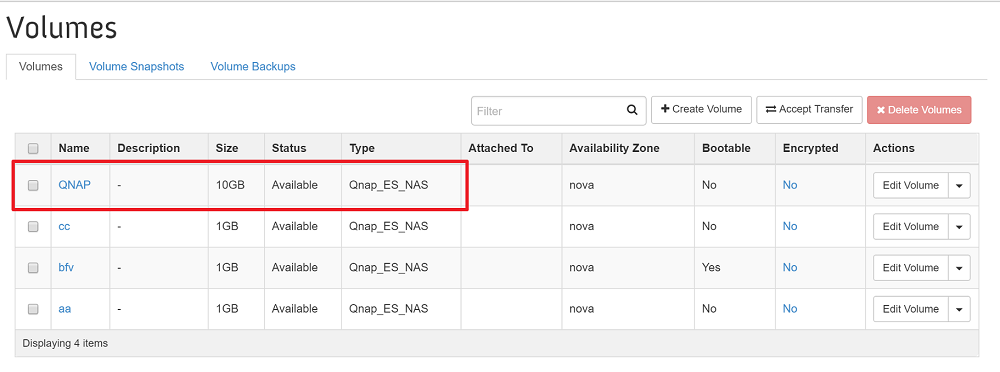 Volumes
Volumes Volume Snapshots Volume Backups
Filter Create Volume Accept Transfer Delete Volumes
Name Description Size Status Type Attached To Availability Zone Bootable Encrypted Actions
QNAP - 10GB Available Qnap_ES_NAS nova No No Edit Volume
cc - 1GB Available Qnap_ES_NAS nova No No Edit Volume
bfv - 1GB Available Qnap_ES_NAS nova Yes No Edit Volume
aa - 1GB Available Qnap_ES_NAS nova No No Edit Volume
Displaying 4 items